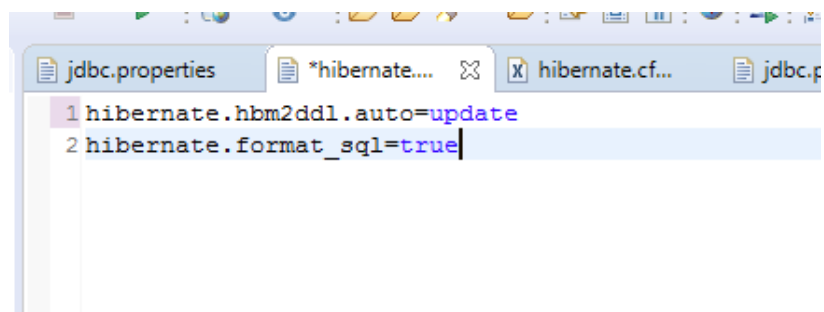 jdbc.properties *hibernate.... hibernate.cf... jdbc.p
1 hibernate.hbm2ddl.auto=update
2 hibernate.format_sql=true